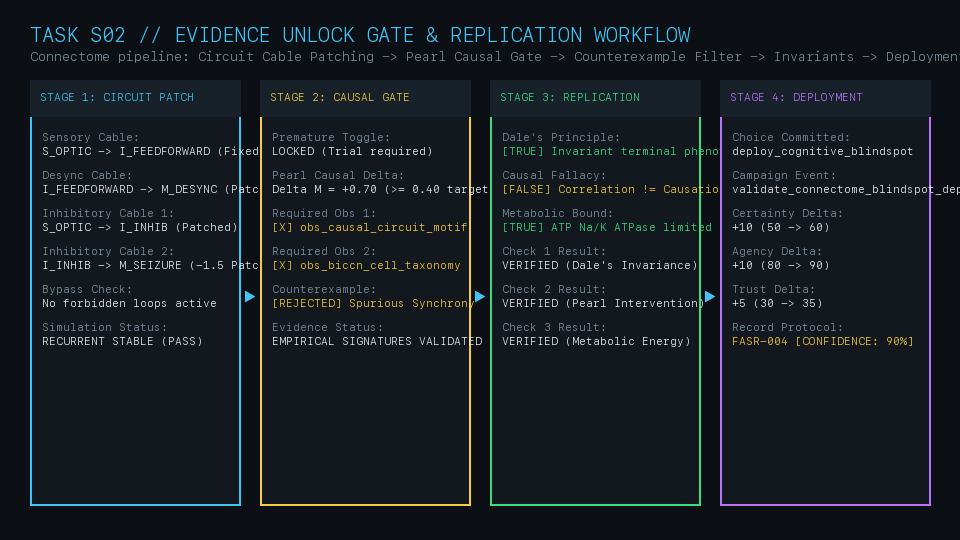 TASK S02 // EVIDENCE UNLOCK GATE & REPLICATION WORKFLOW
Connectome pipeline: Circuit Cable Patching -> Pearl Causal Gate -> Counterexample Filter -> Invariants -> Deploymen
STAGE 1: CIRCUIT PATCH
Sensory Cable:
S_OPTIC -> I_FEEDFORWARD (Fixed
Desync Cable:
I_FEEDFORWARD -> M_DESYNC (Patc
Inhibitory Cable 1:
S_OPTIC -> I_INHIB (Patched)
Inhibitory Cable 2:
I_INHIB -> M_SEIZURE (-1.5 Patc
Bypass Check:
No forbidden loops active
Simulation Status:
RECURRENT STABLE (PASS)
STAGE 2: CAUSAL GATE
Premature Toggle:
LOCKED (Trial required)
Pearl Causal Delta:
Delta M = +0.70 (>= 0.40 target
Required Obs 1:
[X] obs_causal_circuit_motif
Required Obs 2:
[X] obs_biccn_cell_taxonomy
Counterexample:
[REJECTED] Spurious Synchrony
Evidence Status:
EMPIRICAL SIGNATURES VALIDATED
STAGE 3: REPLICATION
Dale's Principle:
[TRUE] Invariant terminal pheno
Causal Fallacy:
[FALSE] Correlation != Causatio
Metabolic Bound:
[TRUE] ATP Na/K ATPase limited
Check 1 Result:
VERIFIED (Dale's Invariance)
Check 2 Result:
VERIFIED (Pearl Intervention)
Check 3 Result:
VERIFIED (Metabolic Energy)
STAGE 4: DEPLOYMENT
Choice Committed:
deploy_cognitive_blindspot
Campaign Event:
validate_connectome_blindspot_dep
Certainty Delta:
+10 (50 -> 60)
Agency Delta:
+10 (80 -> 90)
Trust Delta:
+5 (30 -> 35)
Record Protocol:
FASR-004 [CONFIDENCE: 90%]